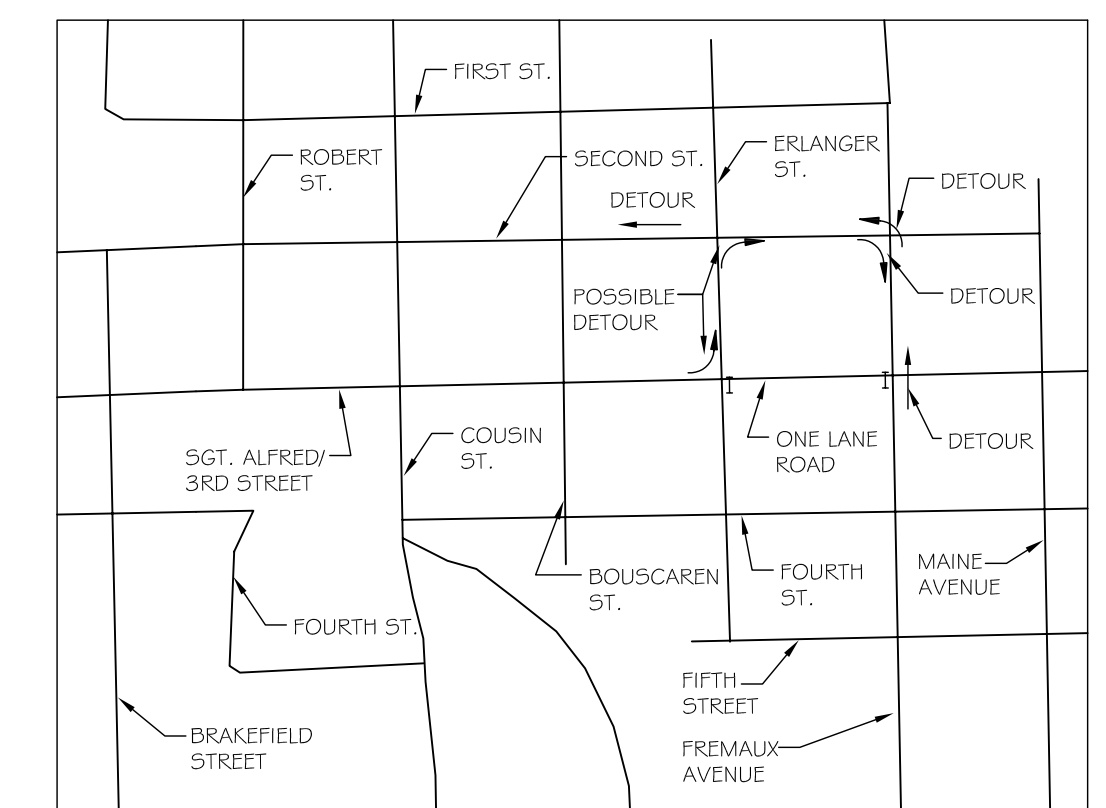 FIRST ST.
ROBERT
ST.
SECOND ST.
ERLANGER
ST.
DETOUR
DETOUR
POSSIBLE
DETOUR
DETOUR
SGT. ALFRED/
3RD STREET
COUSIN
ST.
ONE LANE
ROAD
DETOUR
BOUSCAREN
ST.
FOURTH
ST.
MAINE
AVENUE
FOURTH ST.
FIFTH
STREET
BRAKEFIELD
STREET
FREMAUX
AVENUE